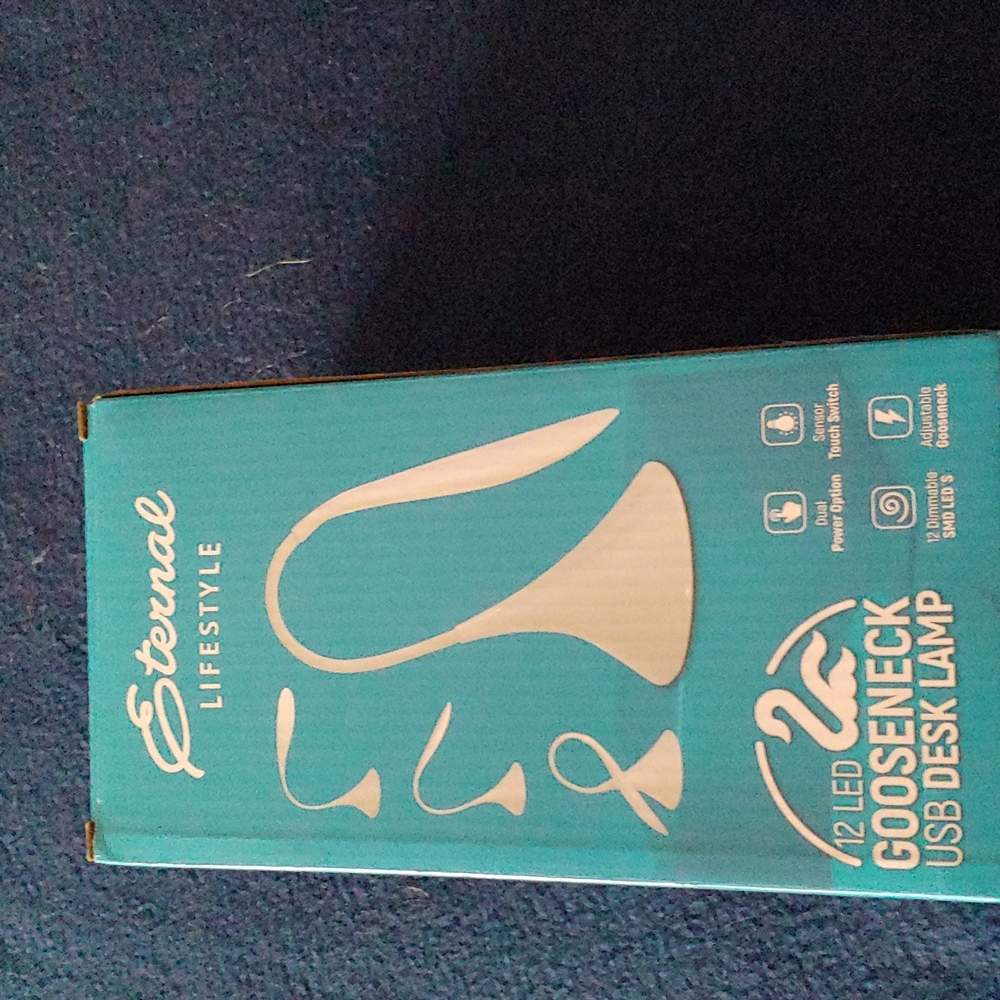 Eternal
LIFESTYLE
12 LED
GOOSENECK
USB DESK LAMP
Dual
Power Option
Sensor
Touch Switch
12 Dimmable
SMD LED'S
Adjustable
Gooseneck